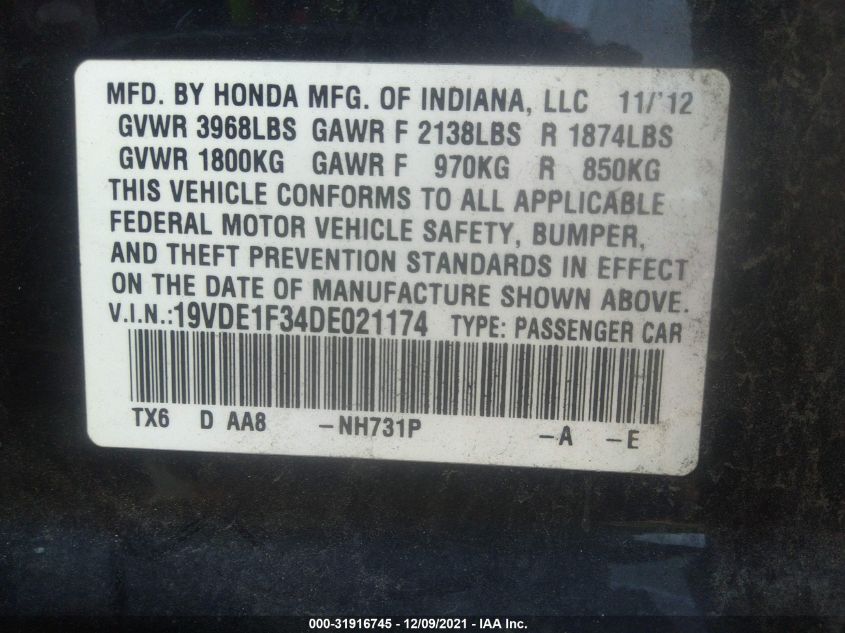 MFD. BY HONDA MFG. OF INDIANA, LLC 11/'12
GVWR 3968LBS GAWR F 2138LBS R 1874LBS
GVWR 1800KG GAWR F 970KG R 850KG
THIS VEHICLE CONFORMS TO ALL APPLICABLE
FEDERAL MOTOR VEHICLE SAFETY, BUMPER,
AND THEFT PREVENTION STANDARDS IN EFFECT
ON THE DATE OF MANUFACTURE SHOWN ABOVE.
V.I.N.:19VDE1F34DE021174 TYPE: PASSENGER CAR
TX6 D AA8 -NH731P -A -E
000-31916745 - 12/09/2021 - IAA Inc.